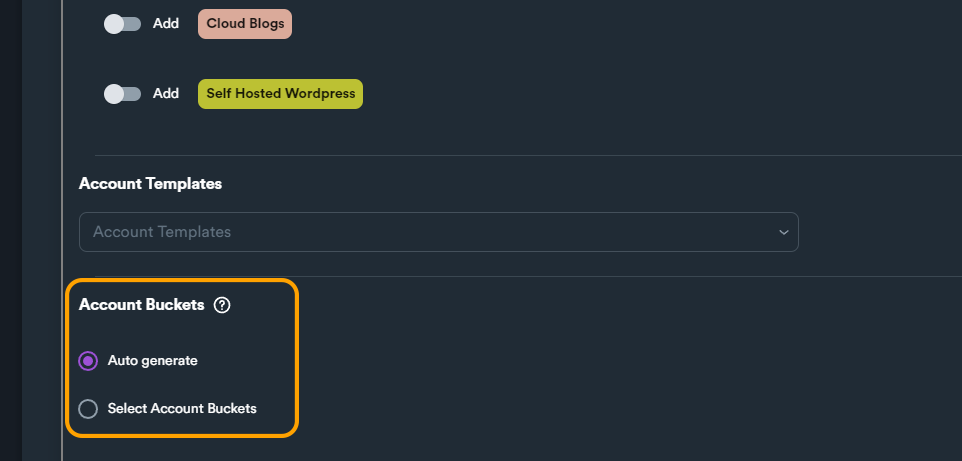 Add Cloud Blogs
Add Self Hosted Wordpress
Account Templates
Account Templates
Account Buckets ?
Auto generate
Select Account Buckets